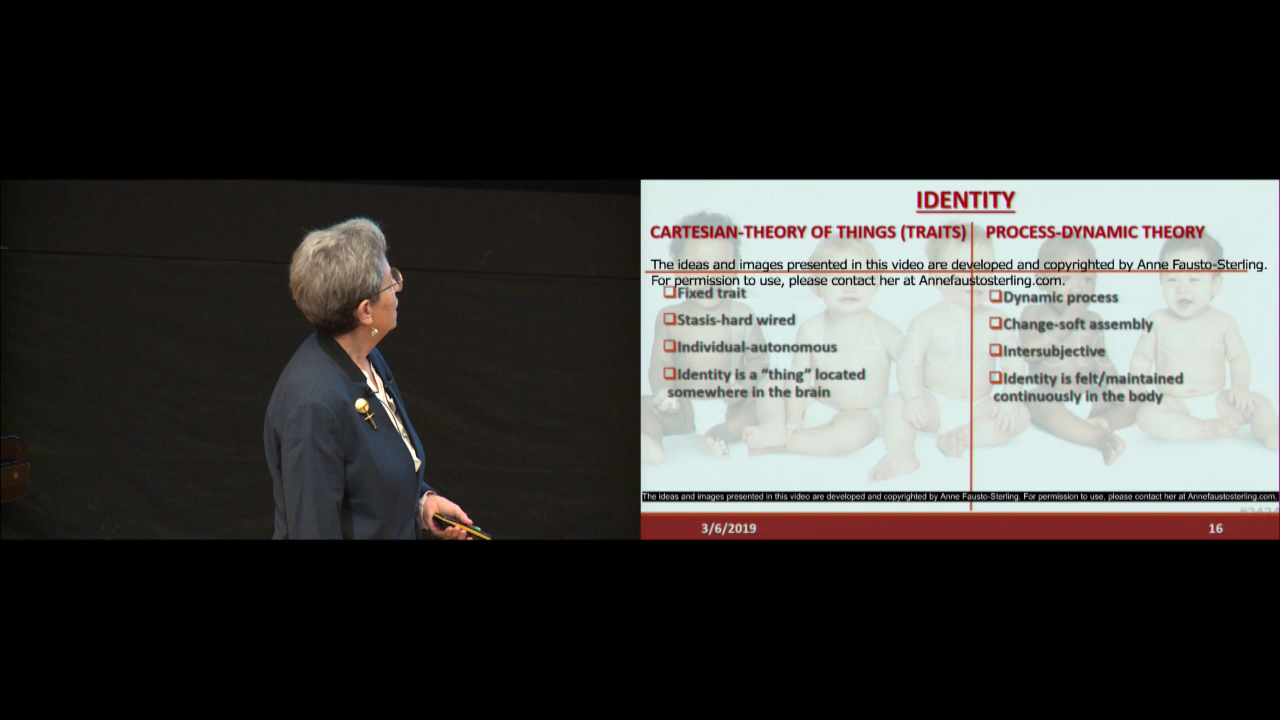 IDENTITY
CARTESIAN-THEORY OF THINGS (TRAITS)
PROCESS-DYNAMIC THEORY
The ideas and images presented in this video are developed and copyrighted by Anne Fausto-Sterling.
For permission to use, please contact her at Annefaustosterling.com.
Fixed trait
Stasis-hard wired
Individual-autonomous
Identity is a “thing” located
somewhere in the brain
Dynamic process
Change-soft assembly
Intersubjective
Identity is felt/maintained
continuously in the body
The ideas and images presented in this video are developed and copyrighted by Anne Fausto-Sterling. For permission to use, please contact her at Annefaustosterling.com.
3/6/2019
16